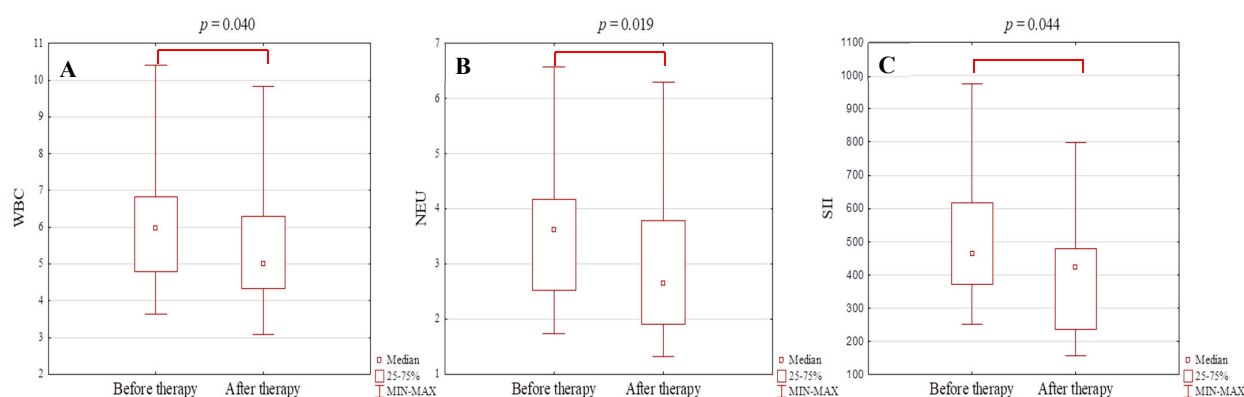 p = 0.040
A
11
10
9
8
7
6
5
4
3
2
WBC
Before therapy
After therapy
Median
25-75%
MIN-MAX
p = 0.019
B
7
6
5
4
3
2
1
NEU
Before therapy
After therapy
Median
25-75%
MIN-MAX
p = 0.044
C
1100
1000
900
800
700
600
500
400
300
200
100
SII
Before therapy
After therapy
Median
25-75%
MIN-MAX